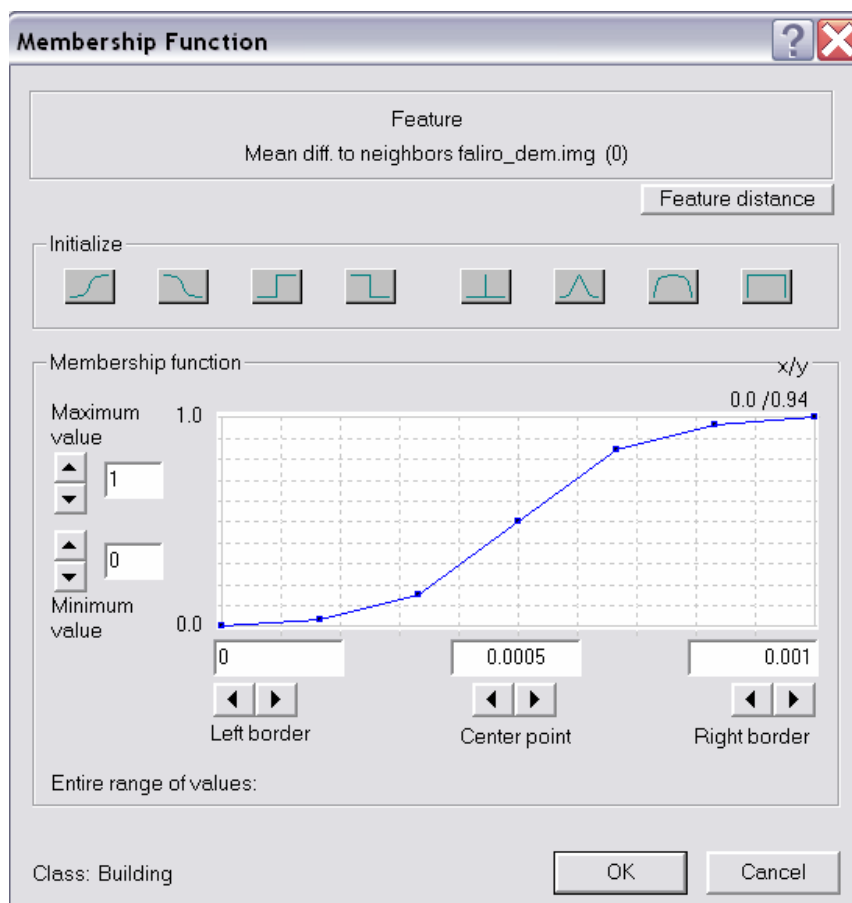 Membership Function
?
Feature
Mean diff. to neighbors faliro_dem.img (0)
Feature distance
Initialize
Membership function
x/y
0.0 /0.94
Maximum
value
1.0
1
0
Minimum
value
0.0
0 0.0005 0.001
Left border Center point Right border
Entire range of values:
Class: Building OK Cancel